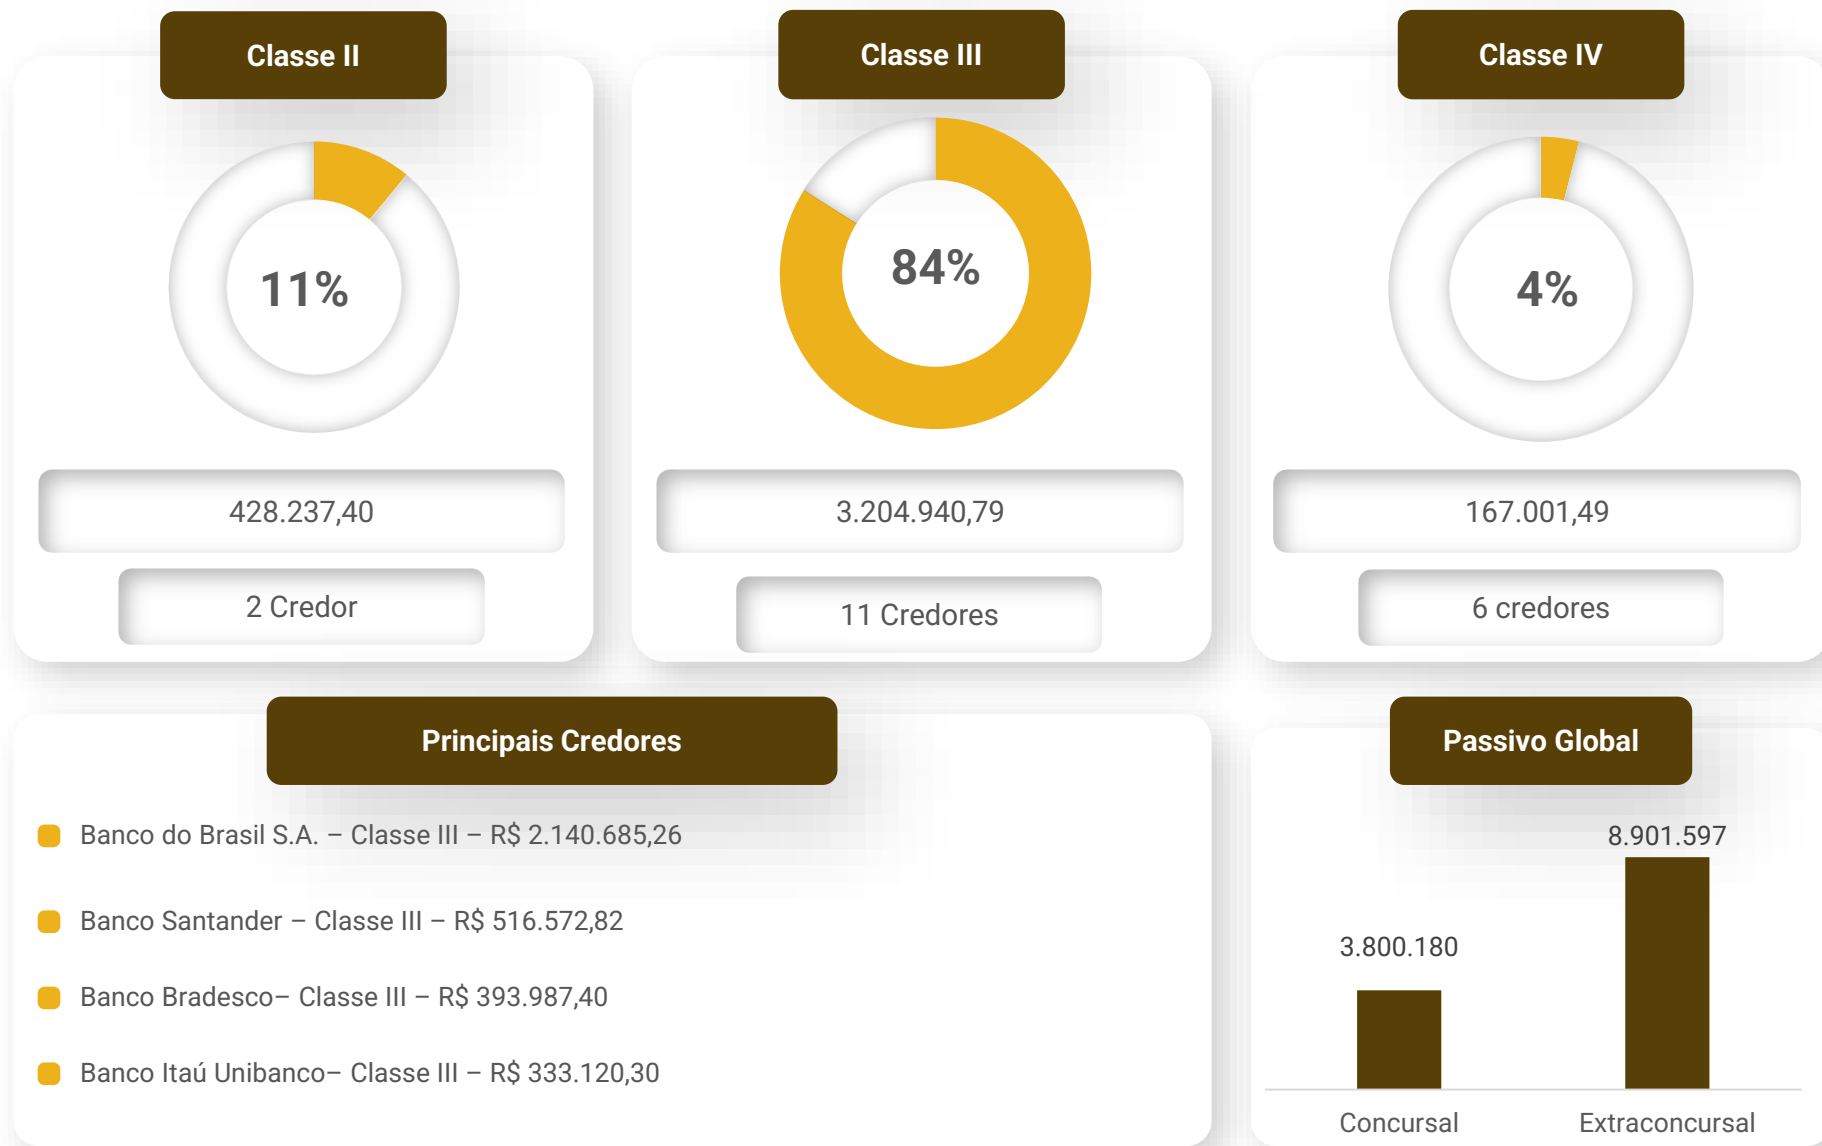 Classe II
11%
428.237,40
2 Credor
Classe III
84%
3.204.940,79
11 Credores
Classe IV
4%
167.001,49
6 credores
Principais Credores
Banco do Brasil S.A. – Classe III – R$ 2.140.685,26
Banco Santander – Classe III – R$ 516.572,82
Banco Bradesco– Classe III – R$ 393.987,40
Banco Itaú Unibanco– Classe III – R$ 333.120,30
Passivo Global
8.901.597
3.800.180
Concursal
Extraconcursal